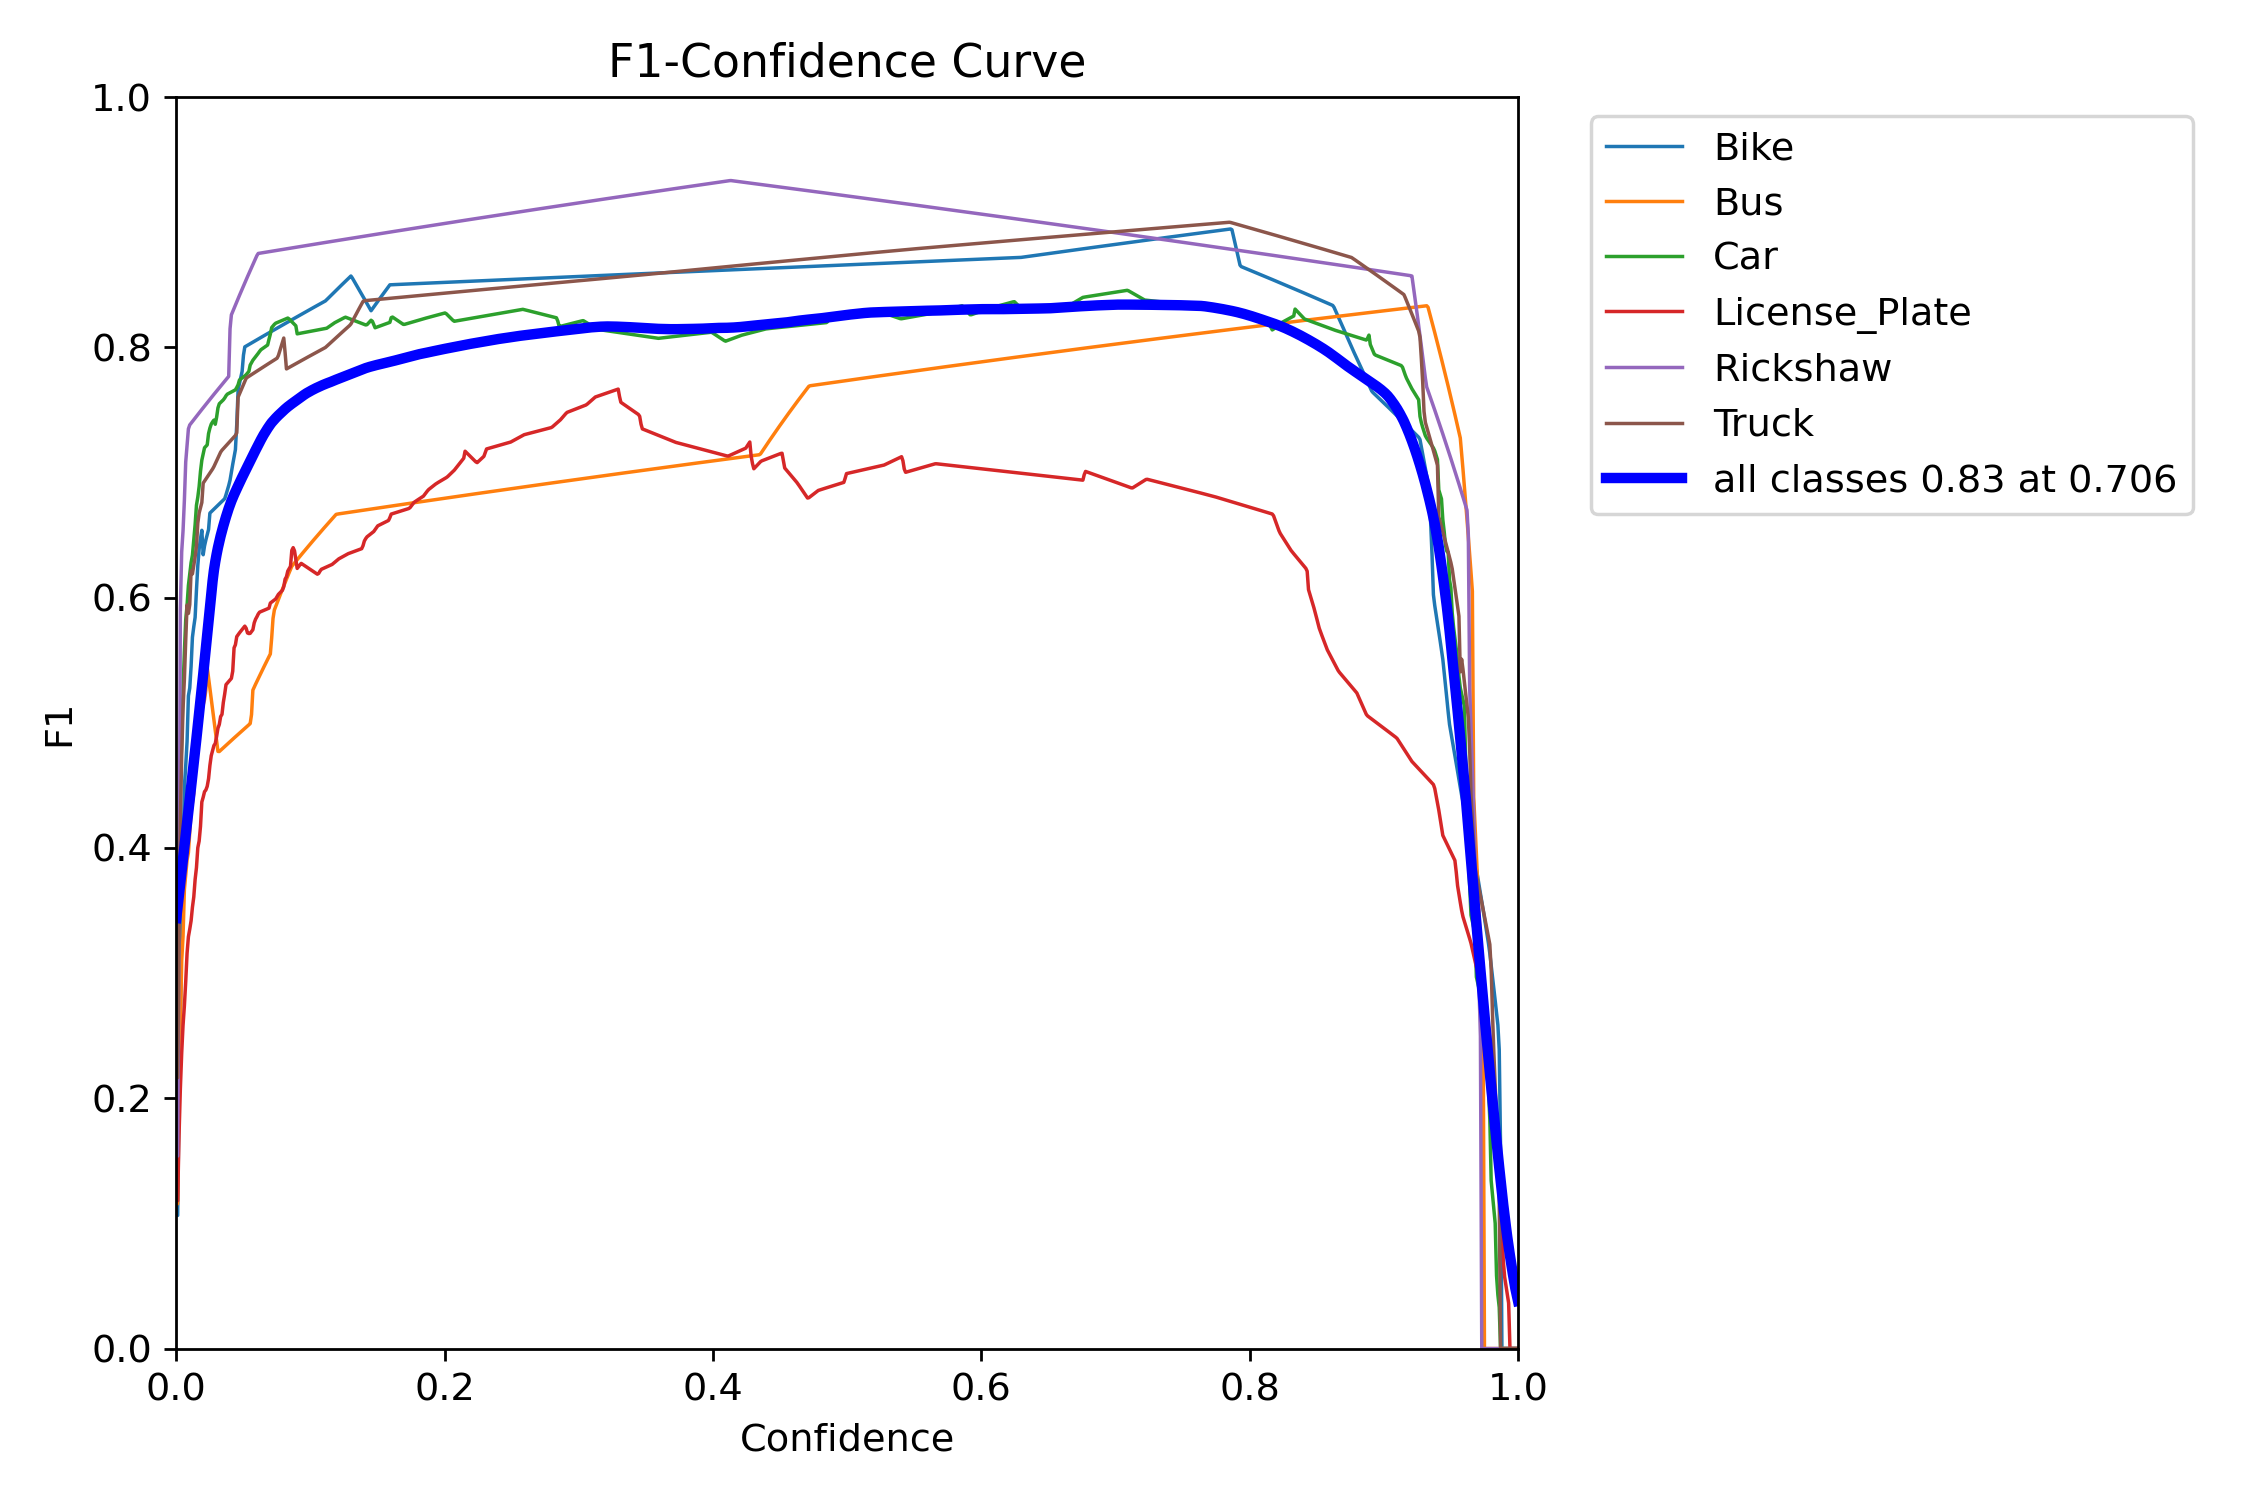 F1-Confidence Curve
1.0
0.8
0.6
0.4
0.2
0.0
F1
0.0 0.2 0.4 0.6 0.8 1.0
Confidence
Bike
Bus
Car
License_Plate
Rickshaw
Truck
all classes 0.83 at 0.706